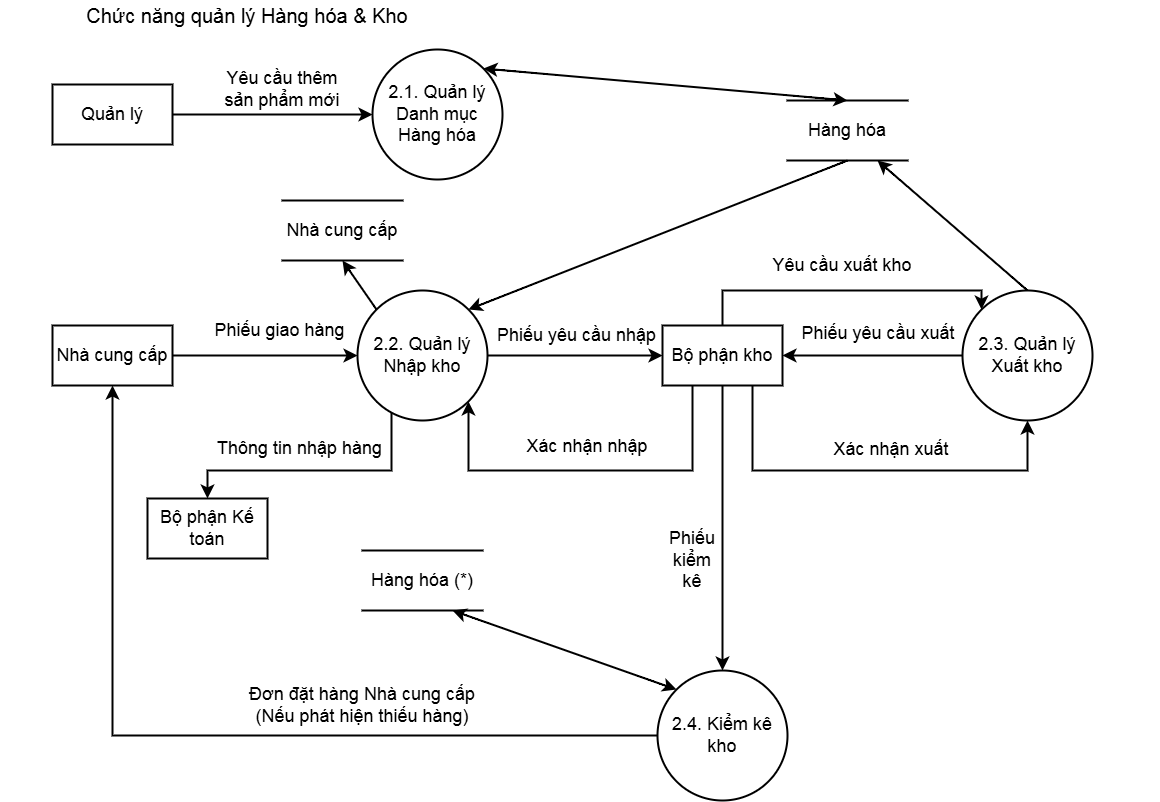 Chức năng quản lý Hàng hóa & Kho
Yêu cầu thêm
sản phẩm mới
Quản lý
2.1. Quản lý
Danh mục
Hàng hóa
Hàng hóa
Nhà cung cấp
Yêu cầu xuất kho
Phiếu giao hàng
Phiếu yêu cầu nhập
Phiếu yêu cầu xuất
Nhà cung cấp
2.2. Quản lý
Nhập kho
Bộ phận kho
2.3. Quản lý
Xuất kho
Thông tin nhập hàng
Xác nhận nhập
Xác nhận xuất
Bộ phận Kế
toán
Phiếu
kiểm
kê
Hàng hóa (*)
Đơn đặt hàng Nhà cung cấp
(Nếu phát hiện thiếu hàng)
2.4. Kiểm kê
kho